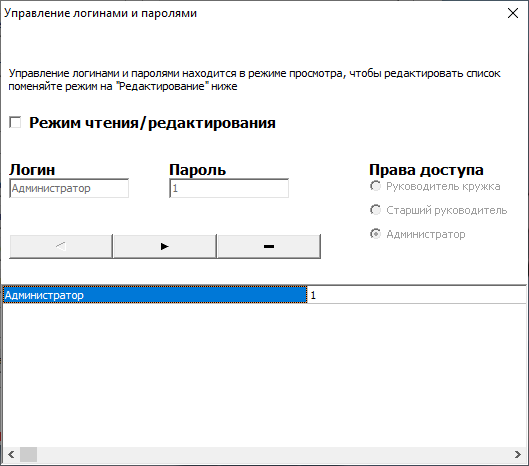 Управление логинами и паролями
Управление логинами и паролями находится в режиме просмотра, чтобы редактировать список
поменяйте режим на "Редактирование" ниже
Режим чтения/редактирования
Логин
Пароль
Права доступа
Администратор
1
Руководитель кружка
Старший руководитель
Администратор
Администратор
1